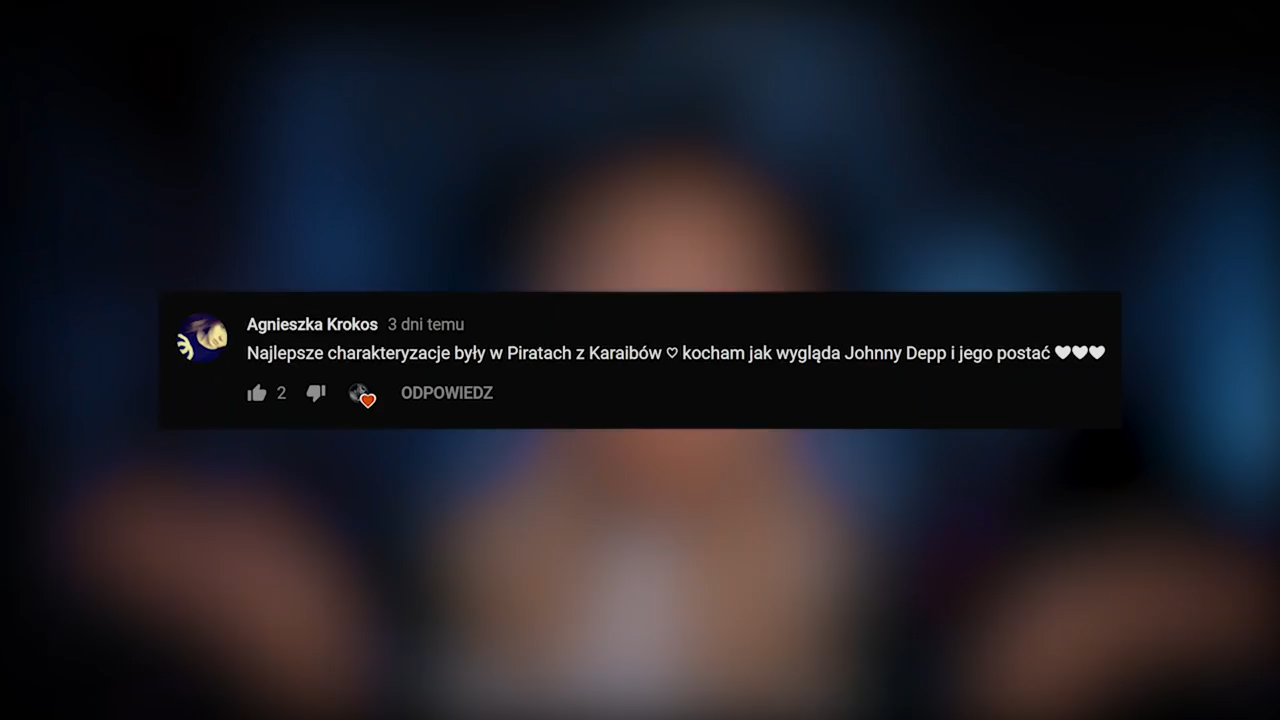 Agnieszka Krokos 3 dni temu
Najlepsze charakteryzacje były w Piratach z Karaibów ♡ kocham jak wygląda Johnny Depp i jego postać ❤❤❤
2 ODPOWIEDZ